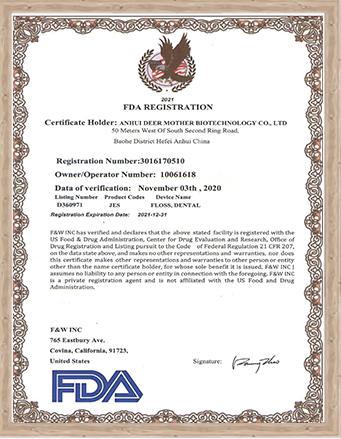 2021
FDA REGISTRATION
Certificate Holder: ANHUI DEER MOTHER BIOTECHNOLOGY CO., LTD
50 Meters West Of South Second Ring Road,
Baohe District Hefei Anhui China
Registration Number:3016170510
Owner/Operator Number: 10061618
Data of verification: November 03th , 2020
Listing Number Product Codes Device Name
D360971 JES FLOSS, DENTAL
Registration Expiration Date: 2021-12-31
F&W INC has verified and declares that the above stated facility is registered with the
US Food & Drug Administration, Center for Drug Evaluation and Research, Office of
Drug Registration and Listing pursuit to the Code of Federal Regulation 21 CFR 207,
on the data state above, and makes no other representations and warranties, nor does
this certificate makes other representations and warranties to other person or entity
other than the name certificate holder, for whose sole benefit it is issued, F&W INC |
assumes no liability to any person or entity in connection with the foregoing. F&W INC
is a private registration agent and is not affiliated with the US Food and Drug
Administration,
F&W INC
765 Eastbury Ave.
Covina, California, 91723,
United States
Signature:
FDA